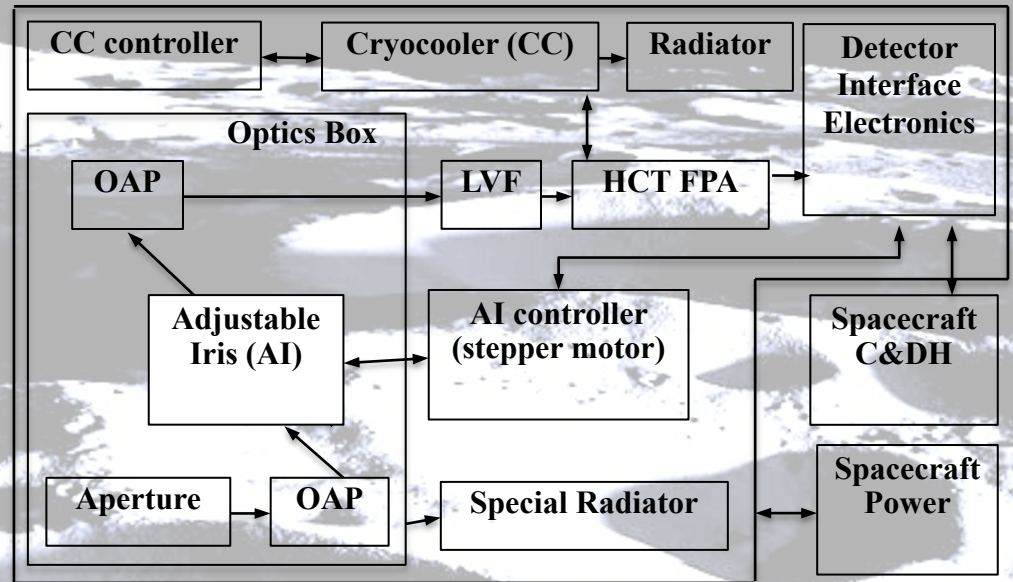 CC controller
Cryocooler (CC)
Radiator
Detector
Interface
Electronics
Optics Box
OAP
LVF
HCT FPA
Adjustable
Iris (AI)
AI controller
(stepper motor)
Spacecraft
C&DH
Aperture
OAP
Special Radiator
Spacecraft
Power